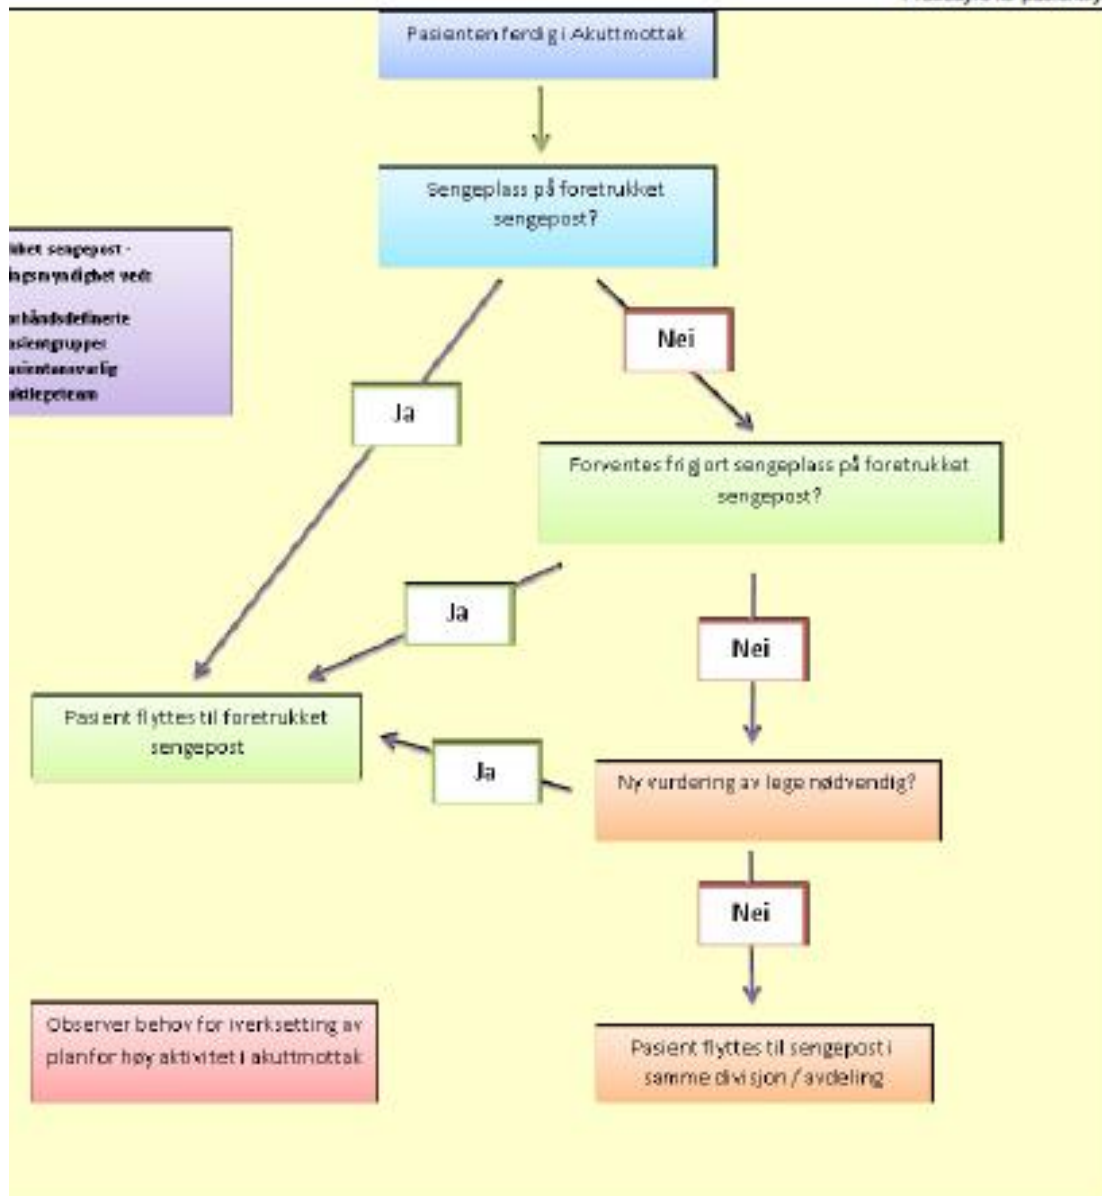 Pasienten ferdig i Akuttmottak
Sengeplass på foretrukket
sengepost?
sengepost -
vedt
Nei
Ja
Forventes frigjort sengeplass på foretrukket
sengepost?
Ja
Nei
Pasient flyttes til foretrukket
sengepost
Ja
Ny vurdering av lege nødvendig?
Nei
Observer behov for iverksetting av
plan for høy aktivitet i akuttmottak
Pasient flyttes til sengepost i
samme divisjon / avdeling